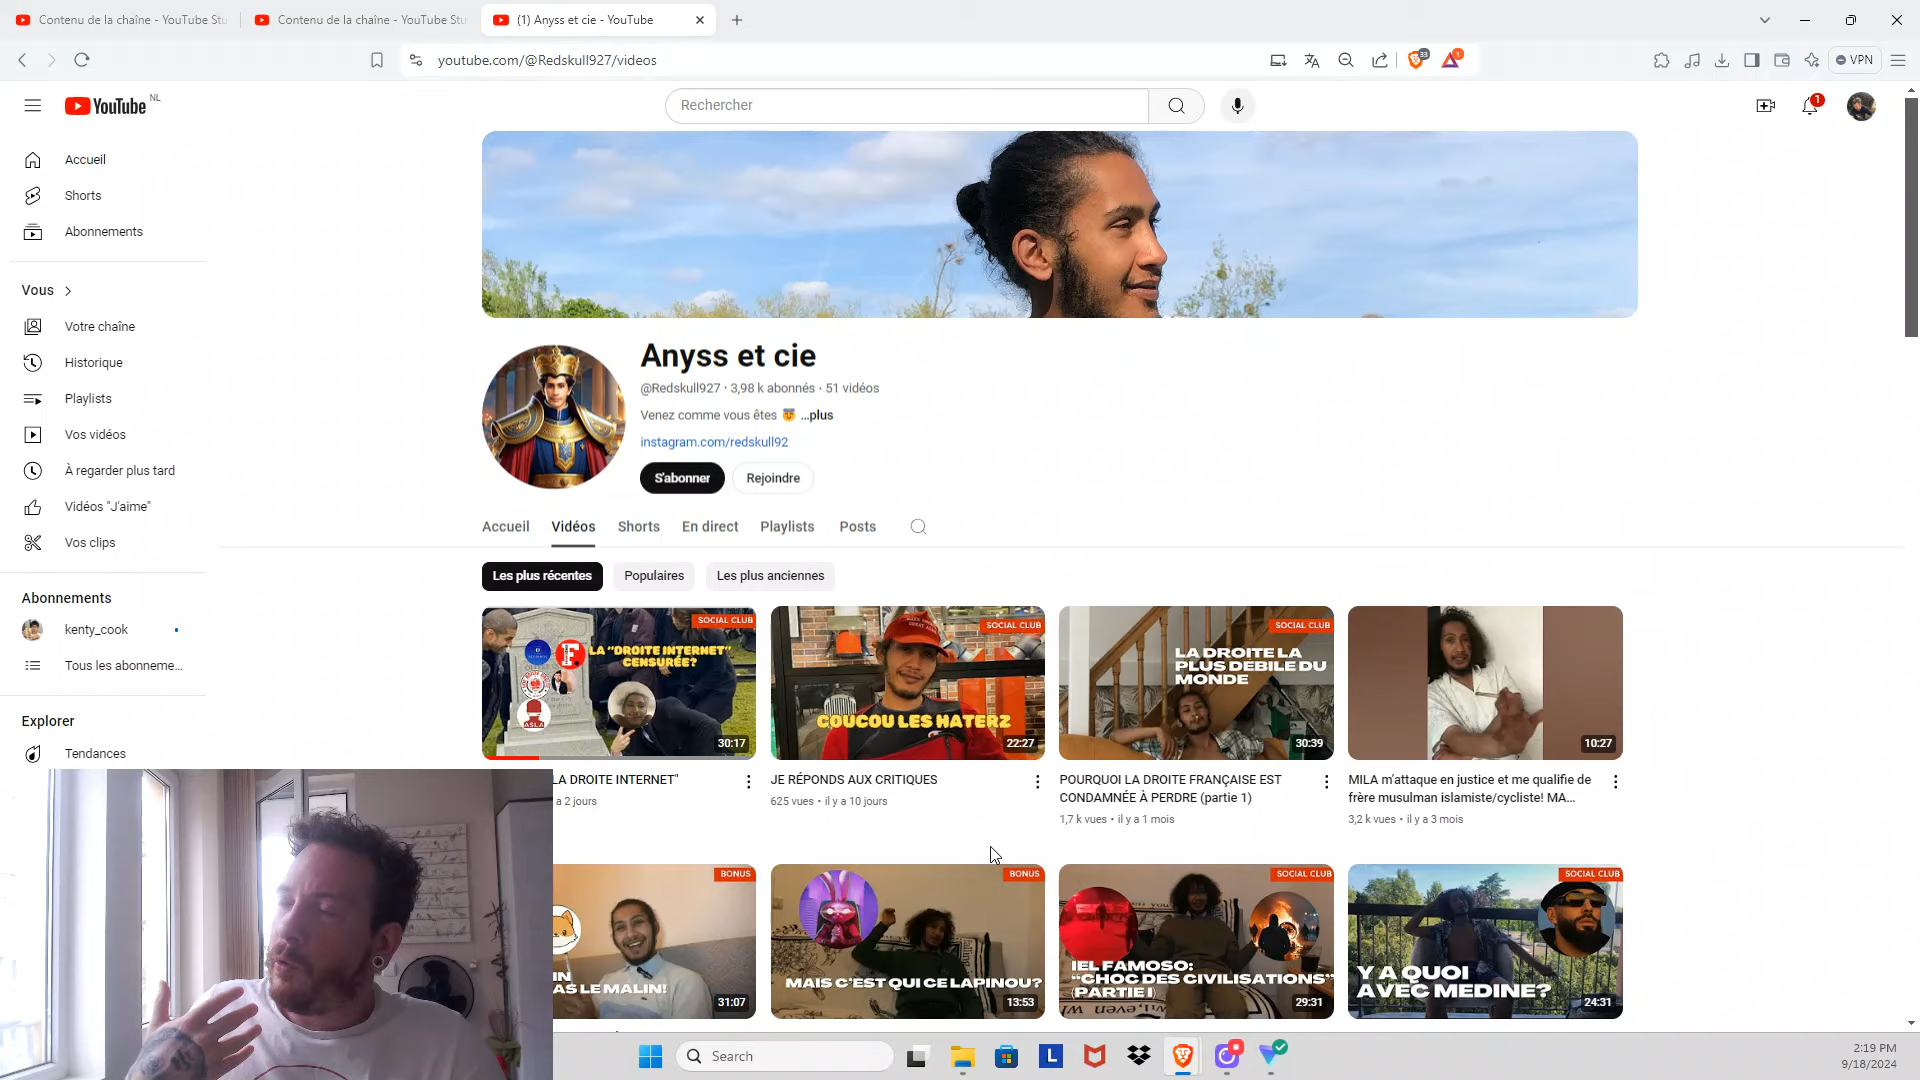 Contenu de la chaîne - YouTube Stu
Contenu de la chaîne - YouTube Stu
(1) Anyss et cie - YouTube
youtube.com/@Redskull927/videos
33
1
VPN
YouTube NL
Rechercher
1
Accueil
Shorts
Abonnements
Vous
Votre chaîne
Historique
Playlists
Vos vidéos
À regarder plus tard
Vidéos "J'aime"
Vos clips
Abonnements
kenty_cook
Tous les abonneme...
Explorer
Tendances
Anyss et cie
@Redskull927 · 3,98 k abonnés · 51 vidéos
Venez comme vous êtes ...plus
instagram.com/redskull92
S'abonner
Rejoindre
Accueil
Vidéos
Shorts
En direct
Playlists
Posts
Les plus récentes
Populaires
Les plus anciennes
SOCIAL CLUB
LA "DROITE INTERNET"
CENSURÉE?
ASLA
30:17
LA DROITE INTERNET"
a 2 jours
SOCIAL CLUB
COUCOU LES HATERZ
22:27
JE RÉPONDS AUX CRITIQUES
625 vues · il y a 10 jours
SOCIAL CLUB
LA DROITE LA
PLUS DEBILE DU
MONDE
30:39
POURQUOI LA DROITE FRANÇAISE EST
CONDAMNÉE À PERDRE (partie 1)
1,7 k vues · il y a 1 mois
10:27
MILA m'attaque en justice et me qualifie de
frère musulman islamiste/cycliste! MA...
3,2 k vues · il y a 3 mois
BONUS
IN
AS LE MALIN!
31:07
BONUS
MAIS C'EST QUI CE LAPINOU?
13:53
SOCIAL CLUB
IEL FAMOSO:
"CHOC DES CIVILISATIONS"
(PARTIE I)
29:31
SOCIAL CLUB
Y A QUOI
AVEC MEDINE?
24:31
Search
L
2:19 PM
9/18/2024